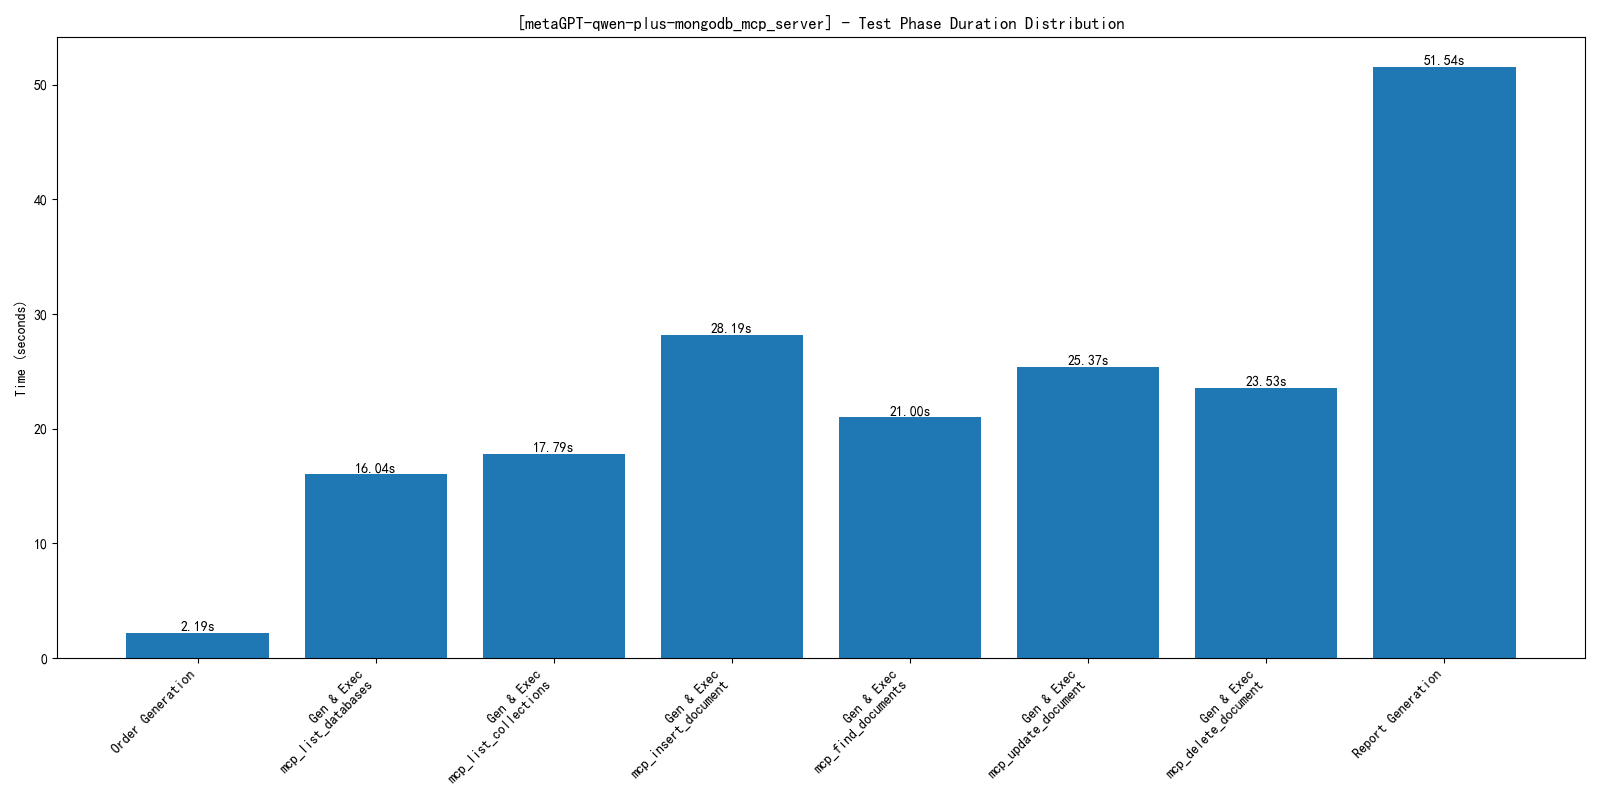 [metaGPT-qwen-plus-mongodb_mcp_server] - Test Phase Duration Distribution
Time (seconds)
50
40
30
20
10
0
2.19s
16.04s
17.79s
28.19s
21.00s
25.37s
23.53s
51.54s
Order Generation
Gen & Exec
mcp_list_databases
Gen & Exec
mcp_list_collections
Gen & Exec
mcp_insert_document
Gen & Exec
mcp_find_documents
Gen & Exec
mcp_update_document
Gen & Exec
mcp_delete_document
Report Generation